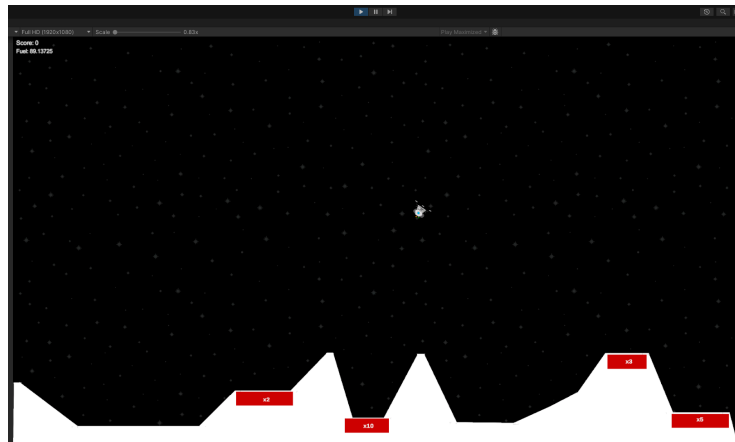 Full HD (1920x1080) Scale 0.83x Play Maximized
Score: 0
Fuel: 89.13725
x3
x2
x5
x10